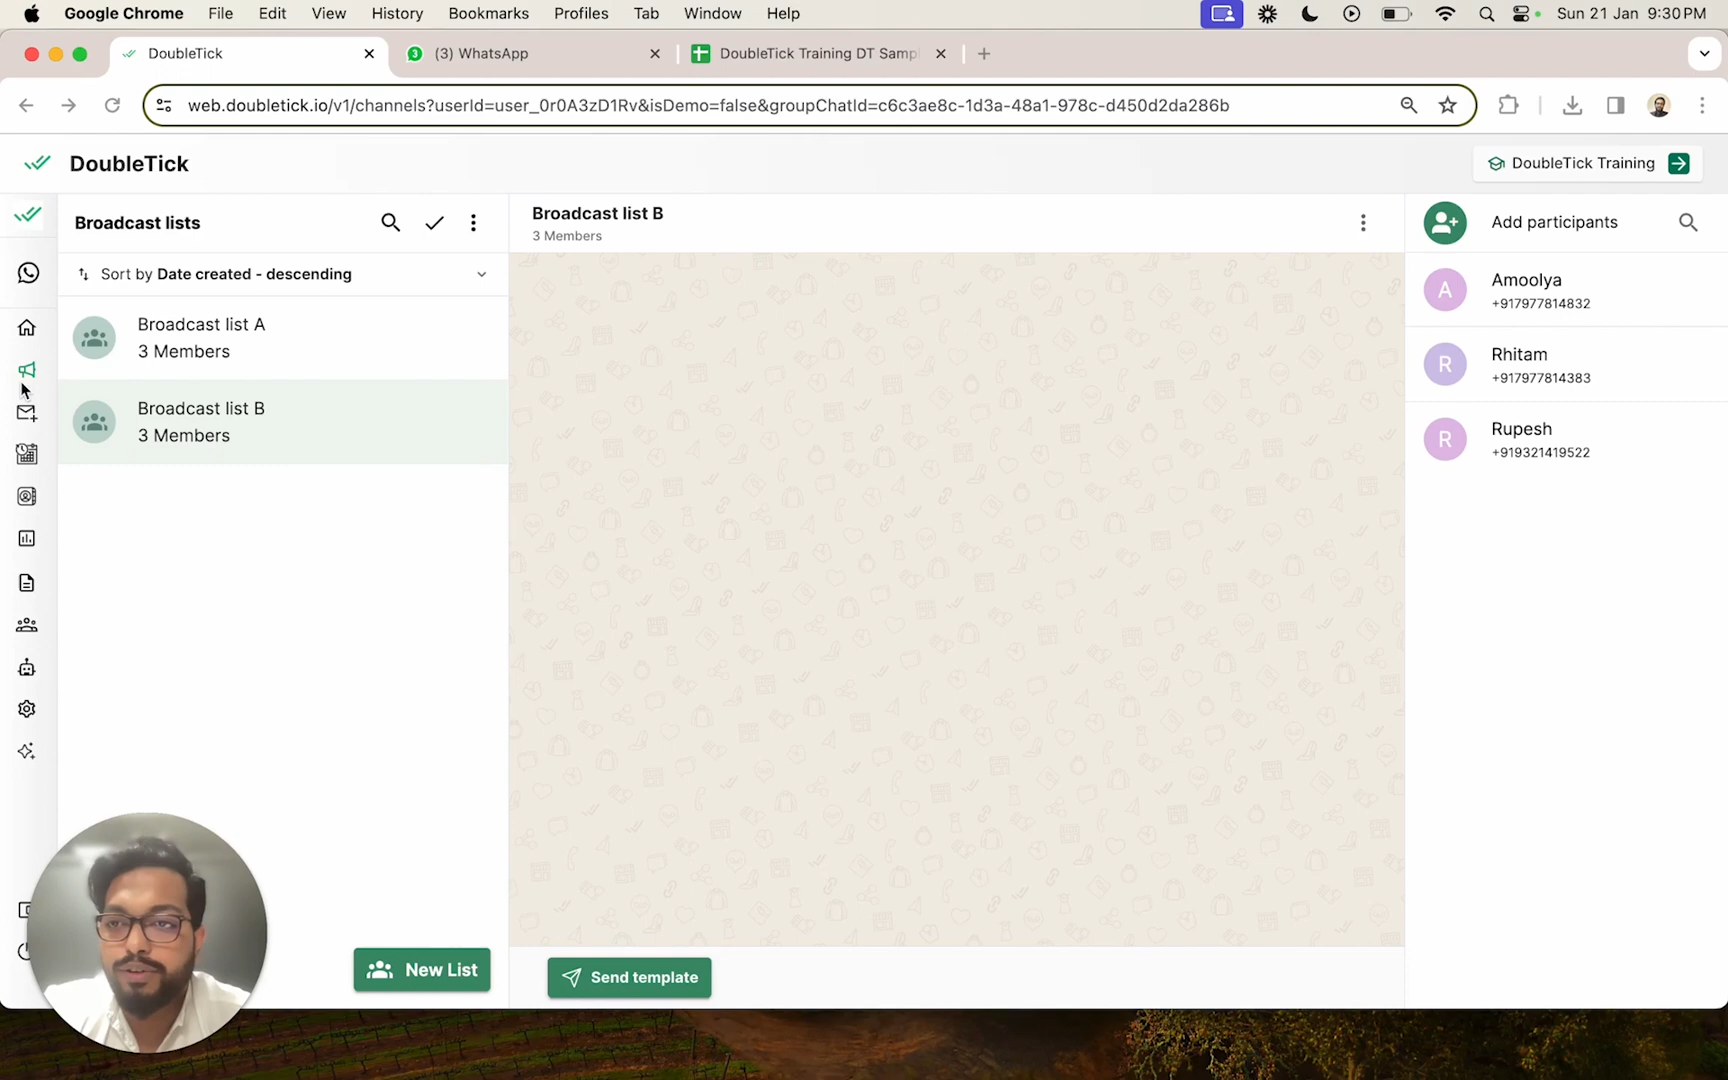 Google Chrome File Edit View History Bookmarks Profiles Tab Window Help Sun 21 Jan 9:30 PM
DoubleTick
3 (3) WhatsApp
DoubleTick Training DT Samp
web.doubletick.io/v1/channels?userId=user_0r0A3zD1Rv&isDemo=false&groupChatId=c6c3ae8c-1d3a-48a1-978c-d450d2da286b
DoubleTick
DoubleTick Training
Broadcast lists
Sort by Date created - descending
Broadcast list A
3 Members
Broadcast list B
3 Members
New List
Broadcast list B
3 Members
Send template
Add participants
A
Amoolya
+917977814832
R
Rhitam
+917977814383
R
Rupesh
+919321419522